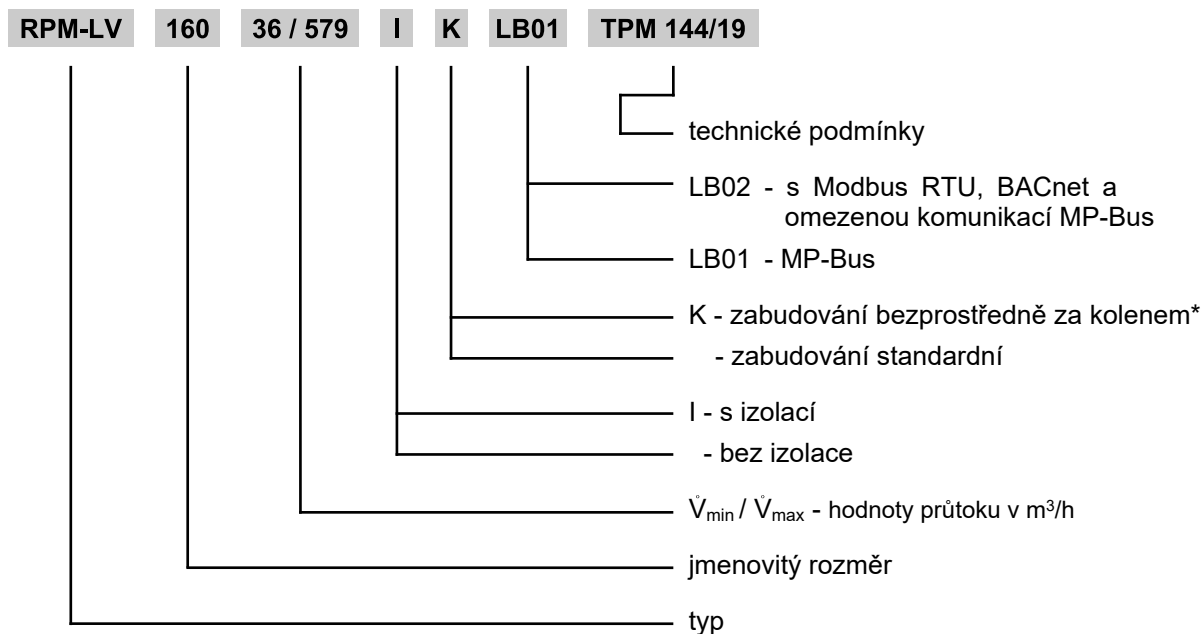 RPM-LV 160 36 / 579 I K LB01 TPM 144/19
technické podmínky
LB02 - s Modbus RTU, BACnet a
omezenou komunikací MP-Bus
LB01 - MP-Bus
K - zabudování bezprostředně za kolenem*
- zabudování standardní
I - s izolací
- bez izolace
V̊min / V̊max - hodnoty průtoku v m³/h
jmenovitý rozměr
typ